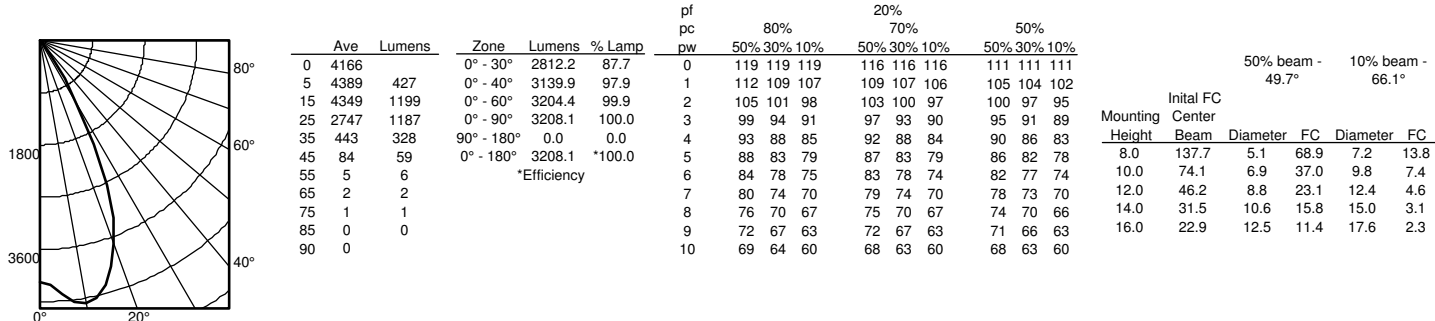 80°
60°
1800
3600
40°
0° 20°
Ave Lumens
0 4166
5 4389 427
15 4349 1199
25 2747 1187
35 443 328
45 84 59
55 5 6
65 2 2
75 1 1
85 0 0
90 0
Zone Lumens % Lamp
0° - 30° 2812.2 87.7
0° - 40° 3139.9 97.9
0° - 60° 3204.4 99.9
0° - 90° 3208.1 100.0
90° - 180° 0.0 0.0
0° - 180° 3208.1 *100.0
*Efficiency
pf 20%
pc 80% 70% 50%
pw 50% 30% 10% 50% 30% 10% 50% 30% 10%
0 119 119 119 116 116 116 111 111 111
1 112 109 107 109 107 106 105 104 102
2 105 101 98 103 100 97 100 97 95
3 99 94 91 97 93 90 95 91 89
4 93 88 85 92 88 84 90 86 83
5 88 83 79 87 83 79 86 82 78
6 84 78 75 83 78 74 82 77 74
7 80 74 70 79 74 70 78 73 70
8 76 70 67 75 70 67 74 70 66
9 72 67 63 72 67 63 71 66 63
10 69 64 60 68 63 60 68 63 60
50% beam - 10% beam -
49.7° 66.1°
Inital FC
Mounting Center
Height Beam Diameter FC Diameter FC
8.0 137.7 5.1 68.9 7.2 13.8
10.0 74.1 6.9 37.0 9.8 7.4
12.0 46.2 8.8 23.1 12.4 4.6
14.0 31.5 10.6 15.8 15.0 3.1
16.0 22.9 12.5 11.4 17.6 2.3